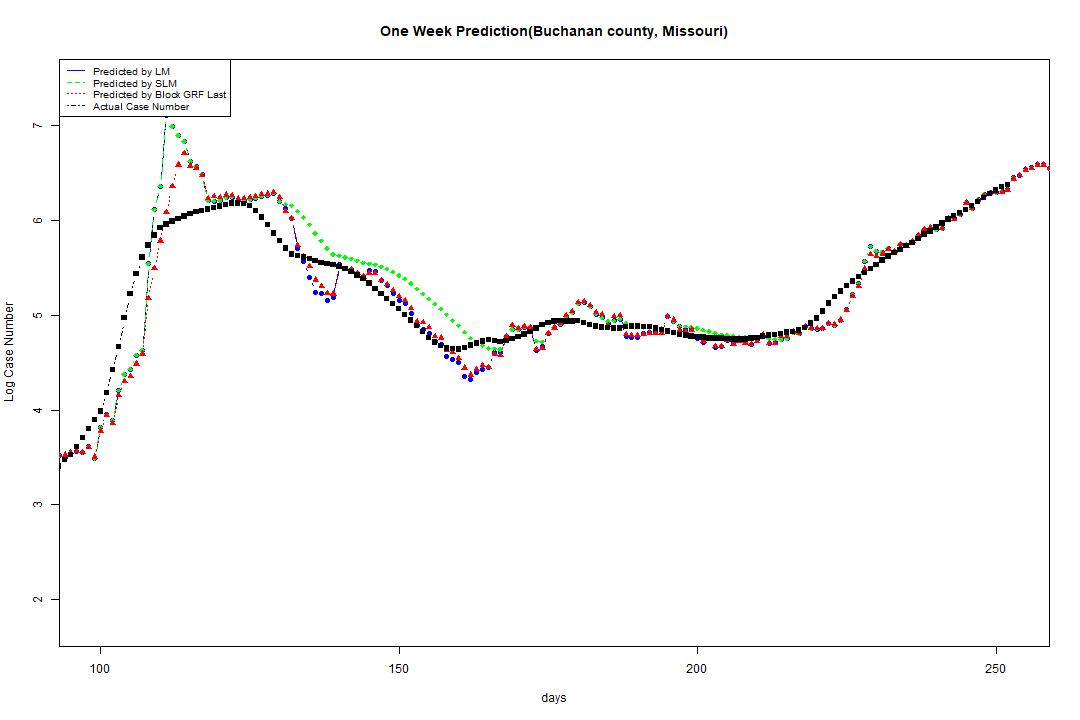 One Week Prediction(Buchanan county, Missouri)
Predicted by LM
Predicted by SLM
Predicted by Block GRF Last
Actual Case Number
7
6
5
4
3
2
Log Case Number
100 150 200 250
days